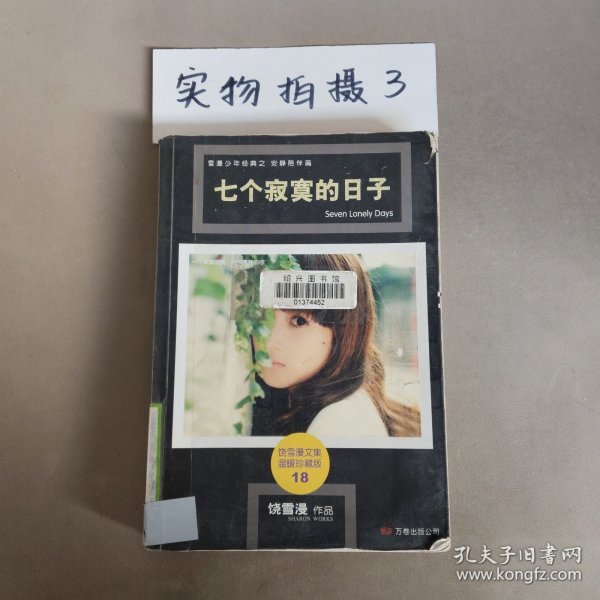 实物拍摄3
雪漫少年经典之 安静陪伴篇
七个寂寞的日子
Seven Lonely Days
绍兴图书馆
01374452
饶雪漫文集
温暖珍藏版
18
饶雪漫 作品
SHARON WORKS
万卷出版公司
孔夫子旧书网
www.kongfz.com